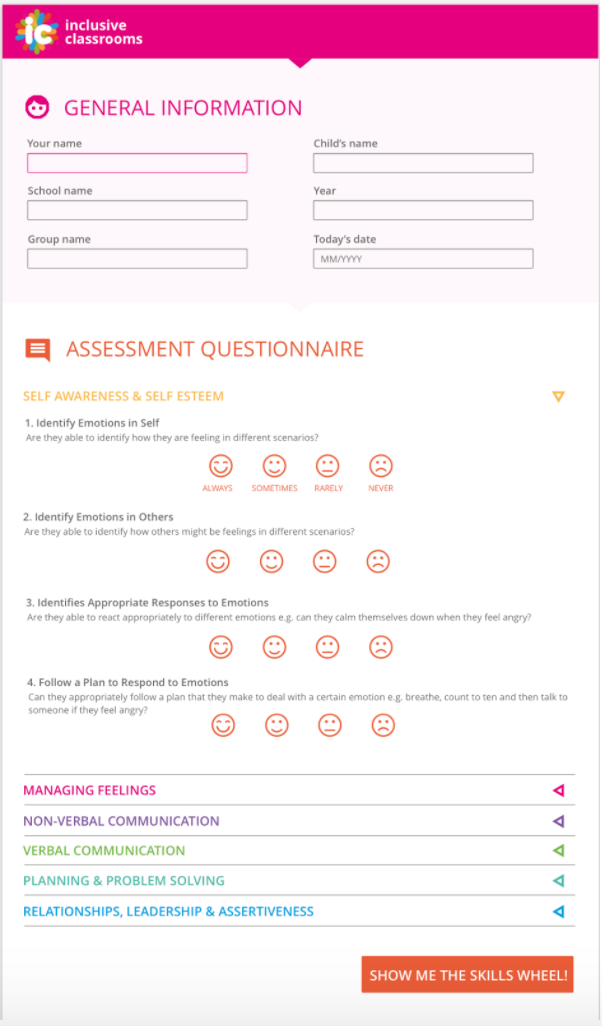 inclusive
classrooms
GENERAL INFORMATION
Your name
Child's name
School name
Year
Group name
Today's date
MM/YYYY
ASSESSMENT QUESTIONNAIRE
SELF AWARENESS & SELF ESTEEM
1. Identify Emotions in Self
Are they able to identify how they are feeling in different scenarios?
ALWAYS SOMETIMES RARELY NEVER
2. Identify Emotions in Others
Are they able to identify how others might be feelings in different scenarios?
3. Identifies Appropriate Responses to Emotions
Are they able to react appropriately to different emotions e.g. can they calm themselves down when they feel angry?
4. Follow a Plan to Respond to Emotions
Can they appropriately follow a plan that they make to deal with a certain emotion e.g. breathe, count to ten and then talk to
someone if they feel angry?
MANAGING FEELINGS
NON-VERBAL COMMUNICATION
VERBAL COMMUNICATION
PLANNING & PROBLEM SOLVING
RELATIONSHIPS, LEADERSHIP & ASSERTIVENESS
SHOW ME THE SKILLS WHEEL!